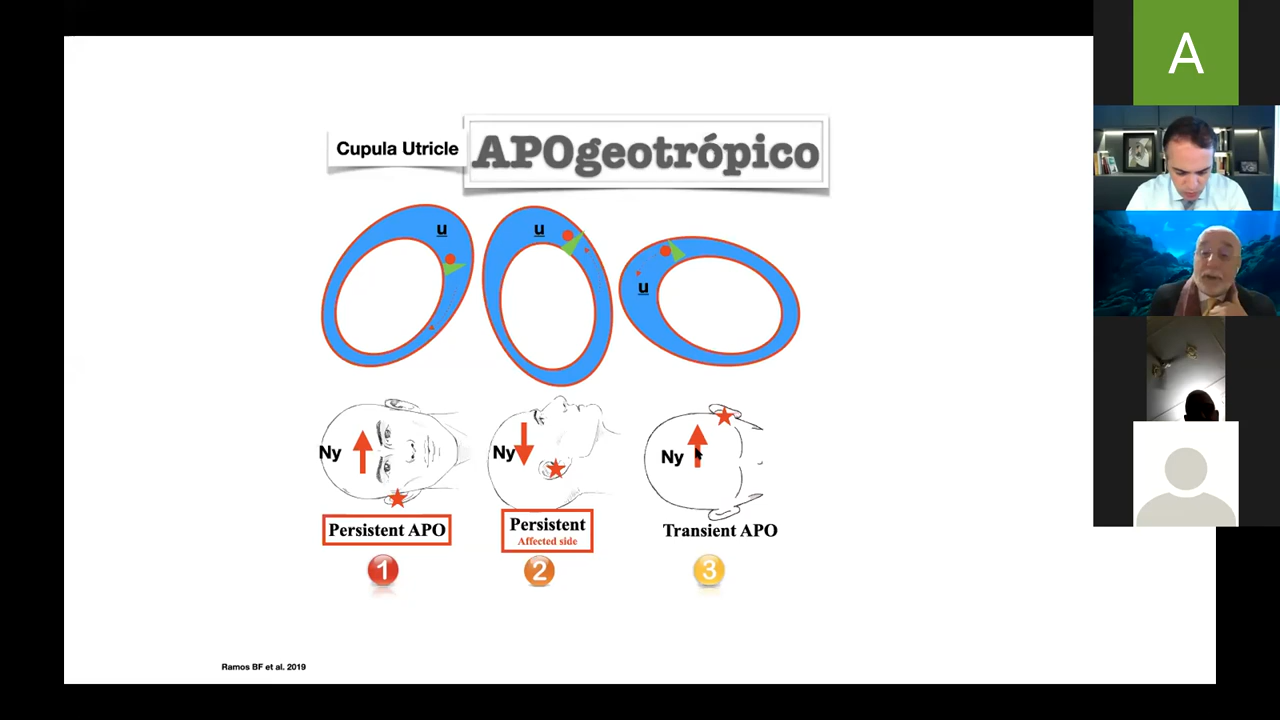 A
Cupula Utricle
APOgeotrópico
u
u
u
Ny
Ny
Ny
Persistent APO
Persistent
Affected side
Transient APO
1
2
3
Ramos BF et al. 2019